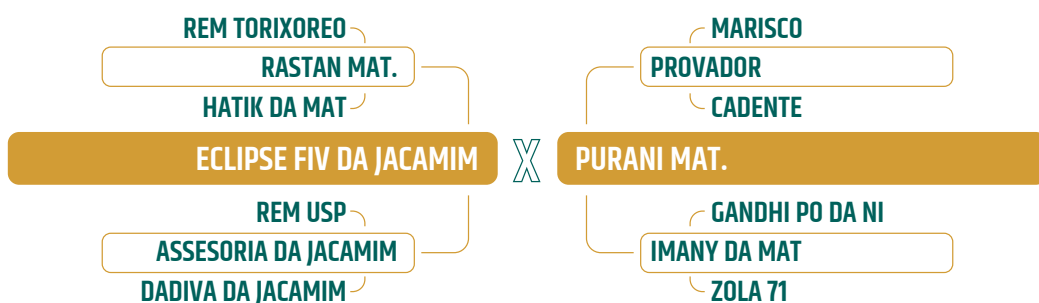 REM TORIXOREO
RASTAN MAT.
HATIK DA MAT
ECLIPSE FIV DA JACAMIM
REM USP
ASSESORIA DA JACAMIM
DADIVA DA JACAMIM
X
MARISCO
PROVADOR
CADENTE
PURANI MAT.
GANDHI PO DA NI
IMANY DA MAT
ZOLA 71